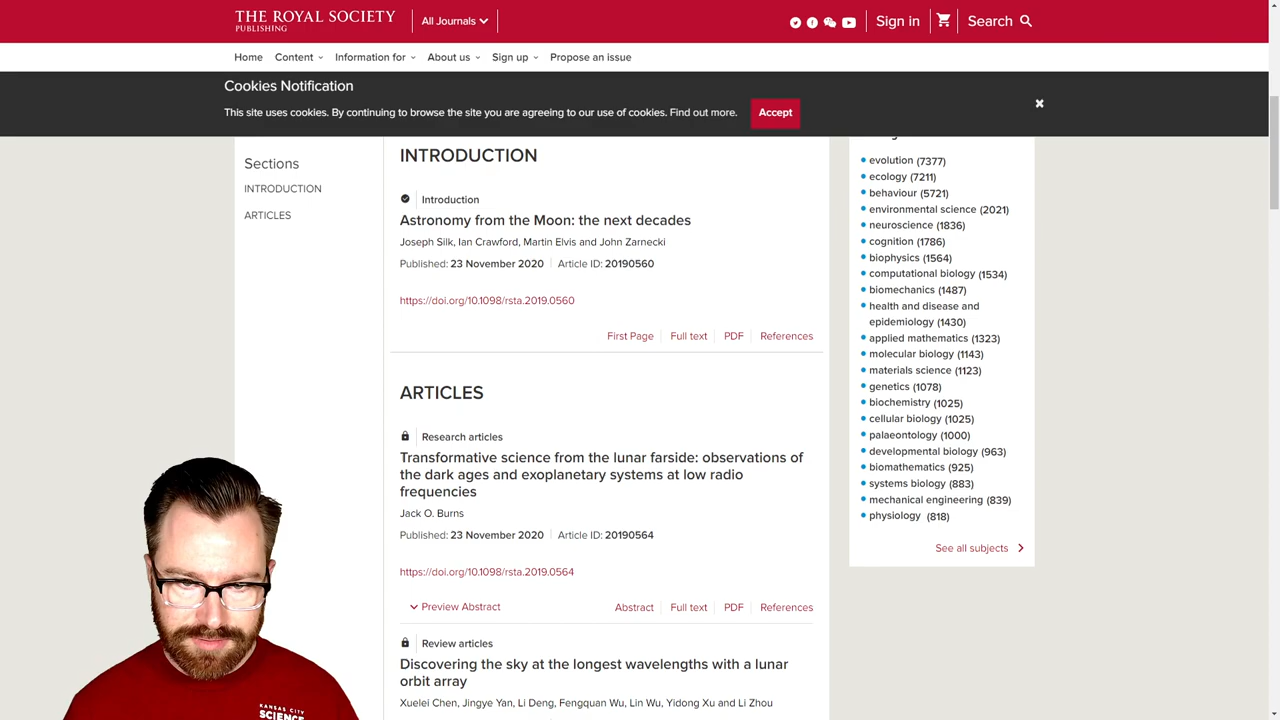 THE ROYAL SOCIETY
PUBLISHING
All Journals
Sign in
Search
Home
Content
Information for
About us
Sign up
Propose an issue
Cookies Notification
This site uses cookies. By continuing to browse the site you are agreeing to our use of cookies. Find out more.
Accept
Sections
INTRODUCTION
ARTICLES
INTRODUCTION
Introduction
Astronomy from the Moon: the next decades
Joseph Silk, Ian Crawford, Martin Elvis and John Zarnecki
Published: 23 November 2020
Article ID: 20190560
https://doi.org/10.1098/rsta.2019.0560
First Page
Full text
PDF
References
ARTICLES
Research articles
Transformative science from the lunar farside: observations of
the dark ages and exoplanetary systems at low radio
frequencies
Jack O. Burns
Published: 23 November 2020
Article ID: 20190564
https://doi.org/10.1098/rsta.2019.0564
Preview Abstract
Abstract
Full text
PDF
References
Review articles
Discovering the sky at the longest wavelengths with a lunar
orbit array
Xuelei Chen, Jingye Yan, Li Deng, Fengquan Wu, Lin Wu, Yidong Xu and Li Zhou
evolution (7377)
ecology (7211)
behaviour (5721)
environmental science (2021)
neuroscience (1836)
cognition (1786)
biophysics (1564)
computational biology (1534)
biomechanics (1487)
health and disease and
epidemiology (1430)
applied mathematics (1323)
molecular biology (1143)
materials science (1123)
genetics (1078)
biochemistry (1025)
cellular biology (1025)
palaeontology (1000)
developmental biology (963)
biomathematics (925)
systems biology (883)
mechanical engineering (839)
physiology (818)
See all subjects
KANSAS CITY
SCIENCE